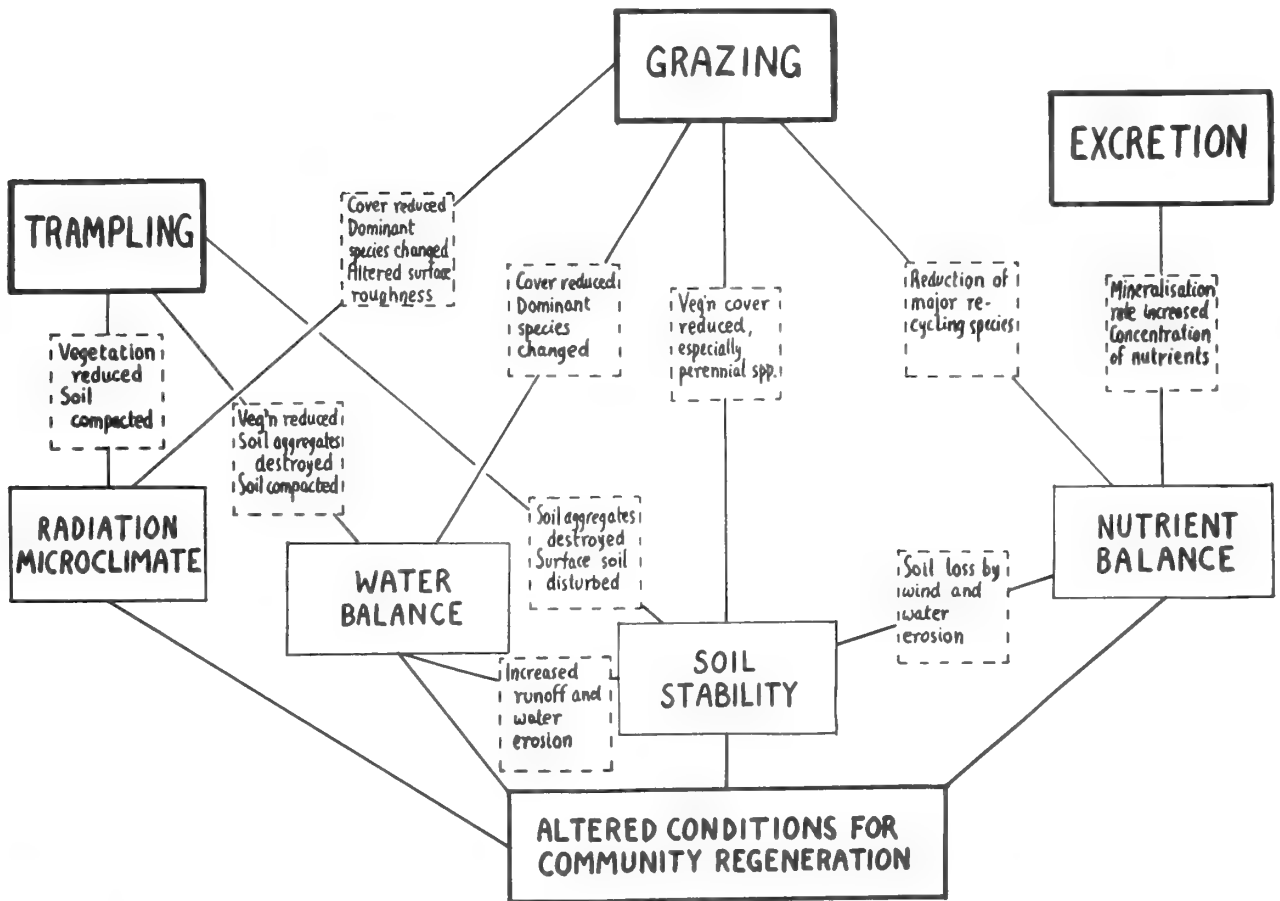 GRAZING
EXCRETION
TRAMPLING
Cover reduced
Dominant
species changed
Altered surface
roughness
Cover reduced
Dominant
species
changed
Veg'n cover
reduced,
especially
perennial spp.
Reduction of
major re-
cycling species
Mineralisation
rate increased
Concentration
of nutrients
Vegetation
reduced
Soil
compacted
Veg'n reduced
Soil aggregates
destroyed
Soil compacted
RADIATION
MICROCLIMATE
WATER
BALANCE
Soil aggregates
destroyed
Surface soil
disturbed
NUTRIENT
BALANCE
Soil loss by
wind and
water
erosion
SOIL
STABILITY
Increased
runoff and
water
erosion
ALTERED CONDITIONS FOR
COMMUNITY REGENERATION